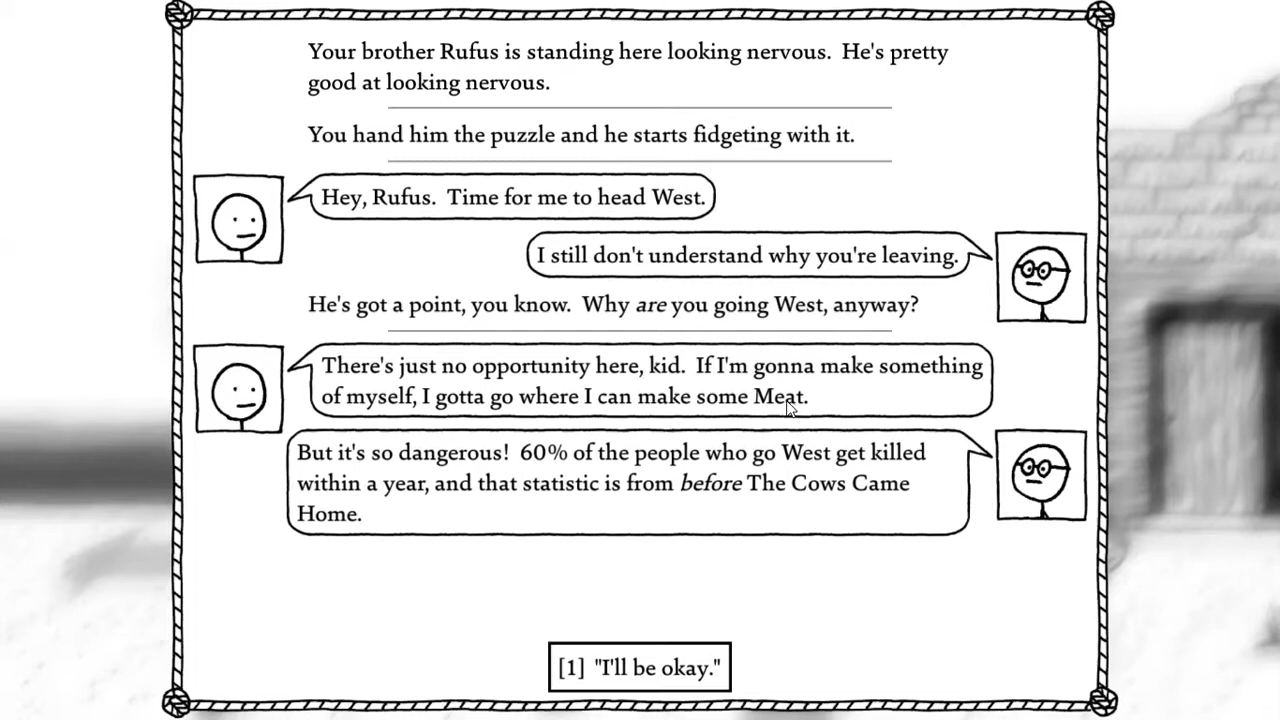 Your brother Rufus is standing here looking nervous.  He's pretty
good at looking nervous.
You hand him the puzzle and he starts fidgeting with it.
Hey, Rufus.  Time for me to head West.
I still don't understand why you're leaving.
He's got a point, you know.  Why are you going West, anyway?
There's just no opportunity here, kid.  If I'm gonna make something
of myself, I gotta go where I can make some Meat.
But it's so dangerous!  60% of the people who go West get killed
within a year, and that statistic is from before The Cows Came
Home.
[1]  "I'll be okay."